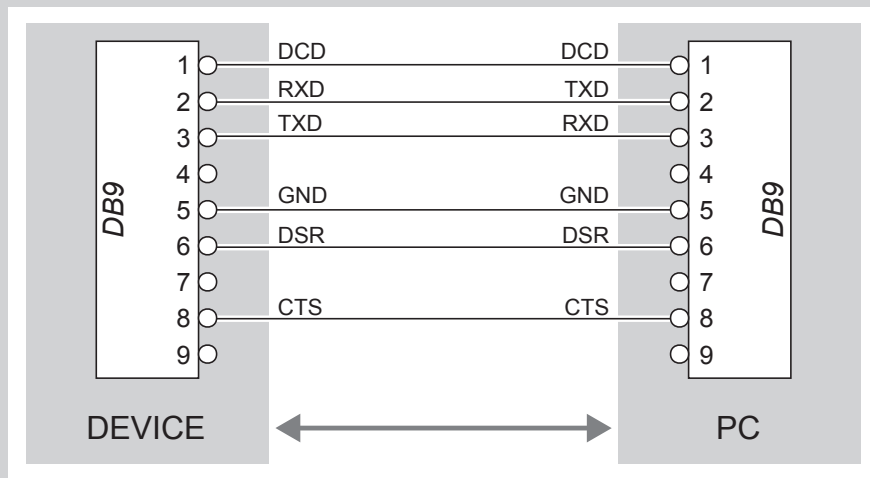 DCD DCD
1 1
RXD TXD
2 2
TXD RXD
3 3
4 4
GND GND
5 5
DB9 DB9
DSR DSR
6 6
7 7
CTS CTS
8 8
9 9
DEVICE PC